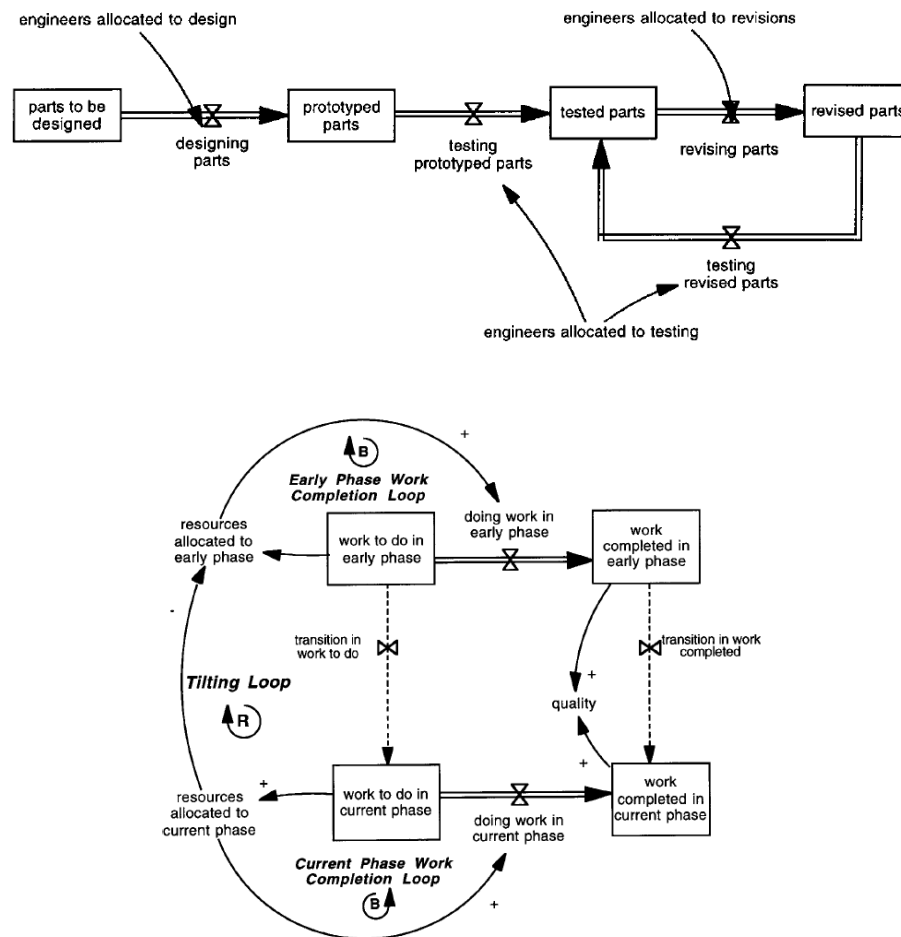 engineers allocated to design
engineers allocated to revisions
parts to be
designed
prototyped
parts
tested parts
revised parts
designing
parts
testing
prototyped parts
revising parts
testing
revised parts
engineers allocated to testing
+
B
Early Phase Work
Completion Loop
doing work in
early phase
resources
allocated to
early phase
work to do in
early phase
work
completed in
early phase
-
transition in
work to do
transition in work
completed
Tilting Loop
+
quality
R
+
+
resources
allocated to
current phase
work to do in
current phase
work
completed in
current phase
doing work in
current phase
Current Phase Work
Completion Loop
B
+